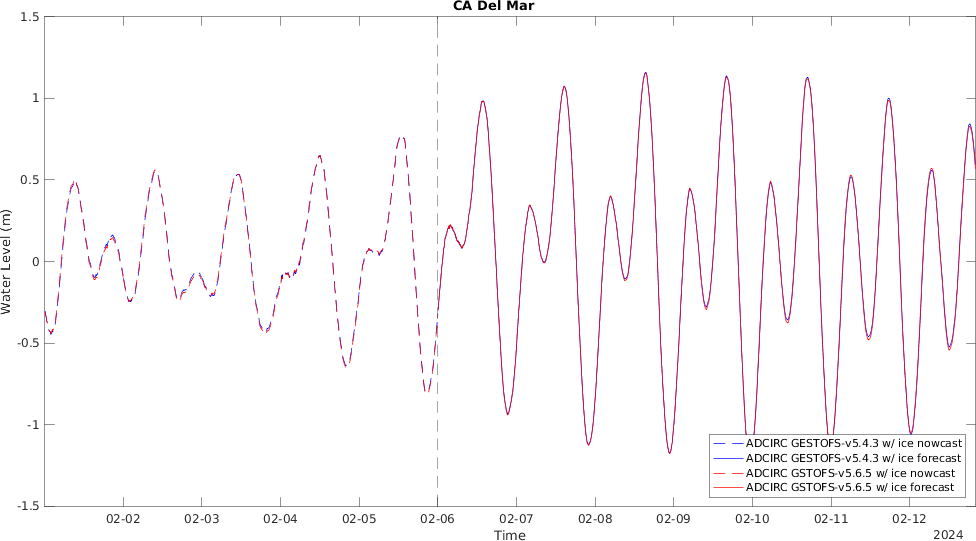 CA Del Mar
1.5
1
0.5
0
-0.5
-1
-1.5
Water Level (m)
02-02 02-03 02-04 02-05 02-06 02-07 02-08 02-09 02-10 02-11 02-12
Time
2024
ADCIRC GESTOFS-v5.4.3 w/ ice nowcast
ADCIRC GESTOFS-v5.4.3 w/ ice forecast
ADCIRC GSTOFS-v5.6.5 w/ ice nowcast
ADCIRC GSTOFS-v5.6.5 w/ ice forecast